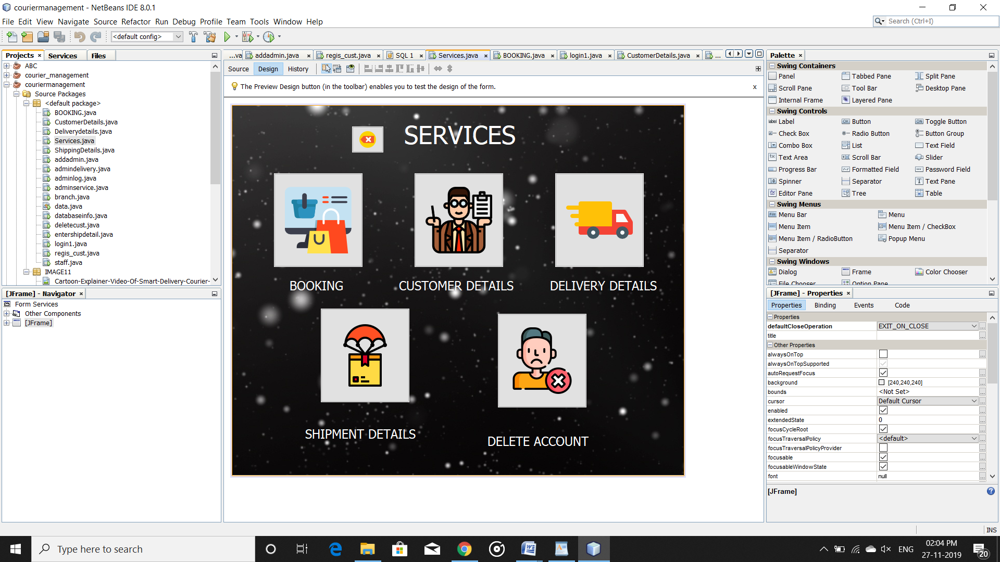 couriermanagement - NetBeans IDE 8.0.1
File Edit View Navigate Source Refactor Run Debug Profile Team Tools Window Help
Search (Ctrl+I)
<default config>
Projects Services Files
ABC
courier_management
couriermanagement
Source Packages
<default package>
BOOKING.java
CustomerDetails.java
Deliverydetails.java
Services.java
ShippingDetails.java
addadmin.java
admindelivery.java
adminlog.java
adminservice.java
branch.java
data.java
databaseinfo.java
deletecust.java
entershipdetail.java
login1.java
regis_cust.java
staff.java
IMAGE11
Cartoon-Explainer-Video-Of-Smart-Delivery-Courier-
[JFrame] - Navigator
Form Services
Other Components
[JFrame]
...va addadmin.java regis_cust.java SQL 1 Services.java BOOKING.java login1.java CustomerDetails.java ...
Source Design History
The Preview Design button (in the toolbar) enables you to test the design of the form. x
SERVICES
BOOKING CUSTOMER DETAILS DELIVERY DETAILS
SHIPMENT DETAILS
DELETE ACCOUNT
Palette
Swing Containers
Panel Tabbed Pane Split Pane
Scroll Pane Tool Bar Desktop Pane
Internal Frame Layered Pane
Swing Controls
label Label OK Button ON Toggle Button
Check Box Radio Button Button Group
Combo Box List Text Field
Text Area Scroll Bar Slider
Progress Bar Formatted Field Password Field
Spinner Separator Text Pane
Editor Pane Tree Table
Swing Menus
File Menu Bar Menu
Menu Item Menu Item / CheckBox
Menu Item / RadioButton Popup Menu
Separator
Swing Windows
Dialog Frame Color Chooser
File Chooser Option Pane
[JFrame] - Properties
Properties Binding Events Code
Properties
defaultCloseOperation EXIT_ON_CLOSE
title
Other Properties
alwaysOnTop
alwaysOnTopSupported
autoRequestFocus
background [240,240,240]
bounds <Not Set>
cursor Default Cursor
enabled
extendedState 0
focusCycleRoot
focusTraversalPolicy <default>
focusTraversalPolicyProvider
focusable
focusableWindowState
font null
[JFrame]
INS
Type here to search
ENG
02:04 PM
27-11-2019
20